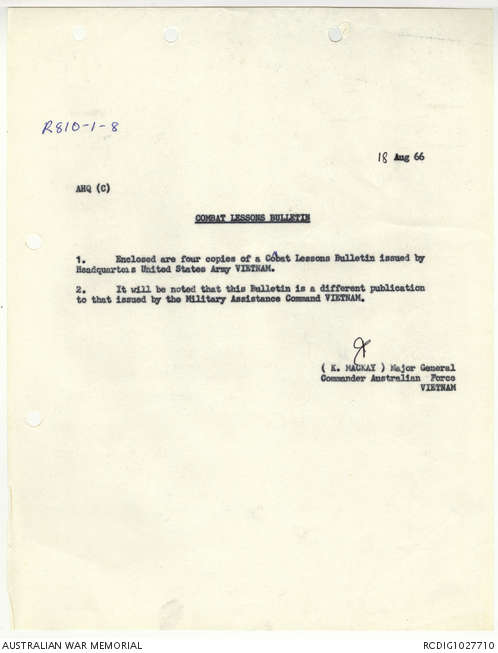 R810-1-8
18 Aug 66
AHQ (C)
COMBAT LESSONS BULLETIN
1. Enclosed are four copies of a Cobat Lessons Bulletin issued by
Headquarters United States Army VIETNAM.
2. It will be noted that this Bulletin is a different publication
to that issued by the Military Assistance Command VIETNAM.
( K. MACKAY ) Major General
Commander Australian Force
VIETNAM
AUSTRALIAN WAR MEMORIAL
RCDIG1027710